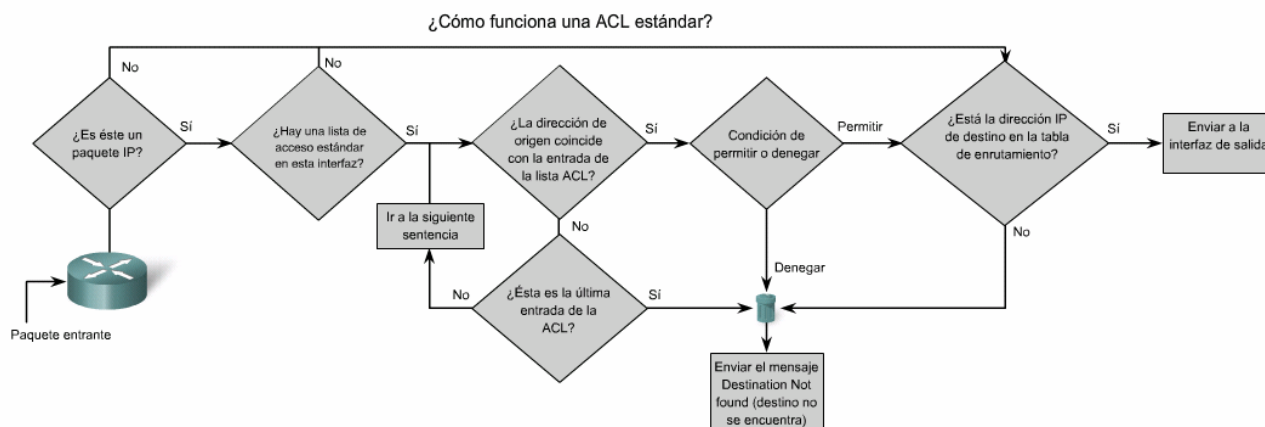 ¿Cómo funciona una ACL estándar?
No
No
¿Es éste un
paquete IP?
Sí
¿Hay una lista de
acceso estándar
en esta interfaz?
Sí
¿La dirección de
origen coincide
con la entrada de
la lista ACL?
Sí
Condición de
permitir o denegar
Permitir
¿Está la dirección IP
de destino en la tabla
de enrutamiento?
Sí
Enviar a la
interfaz de salida
Ir a la siguiente
sentencia
No
No
Denegar
No
¿Ésta es la última
entrada de la
ACL?
Sí
Paquete entrante
Enviar el mensaje
Destination Not
found (destino no
se encuentra)